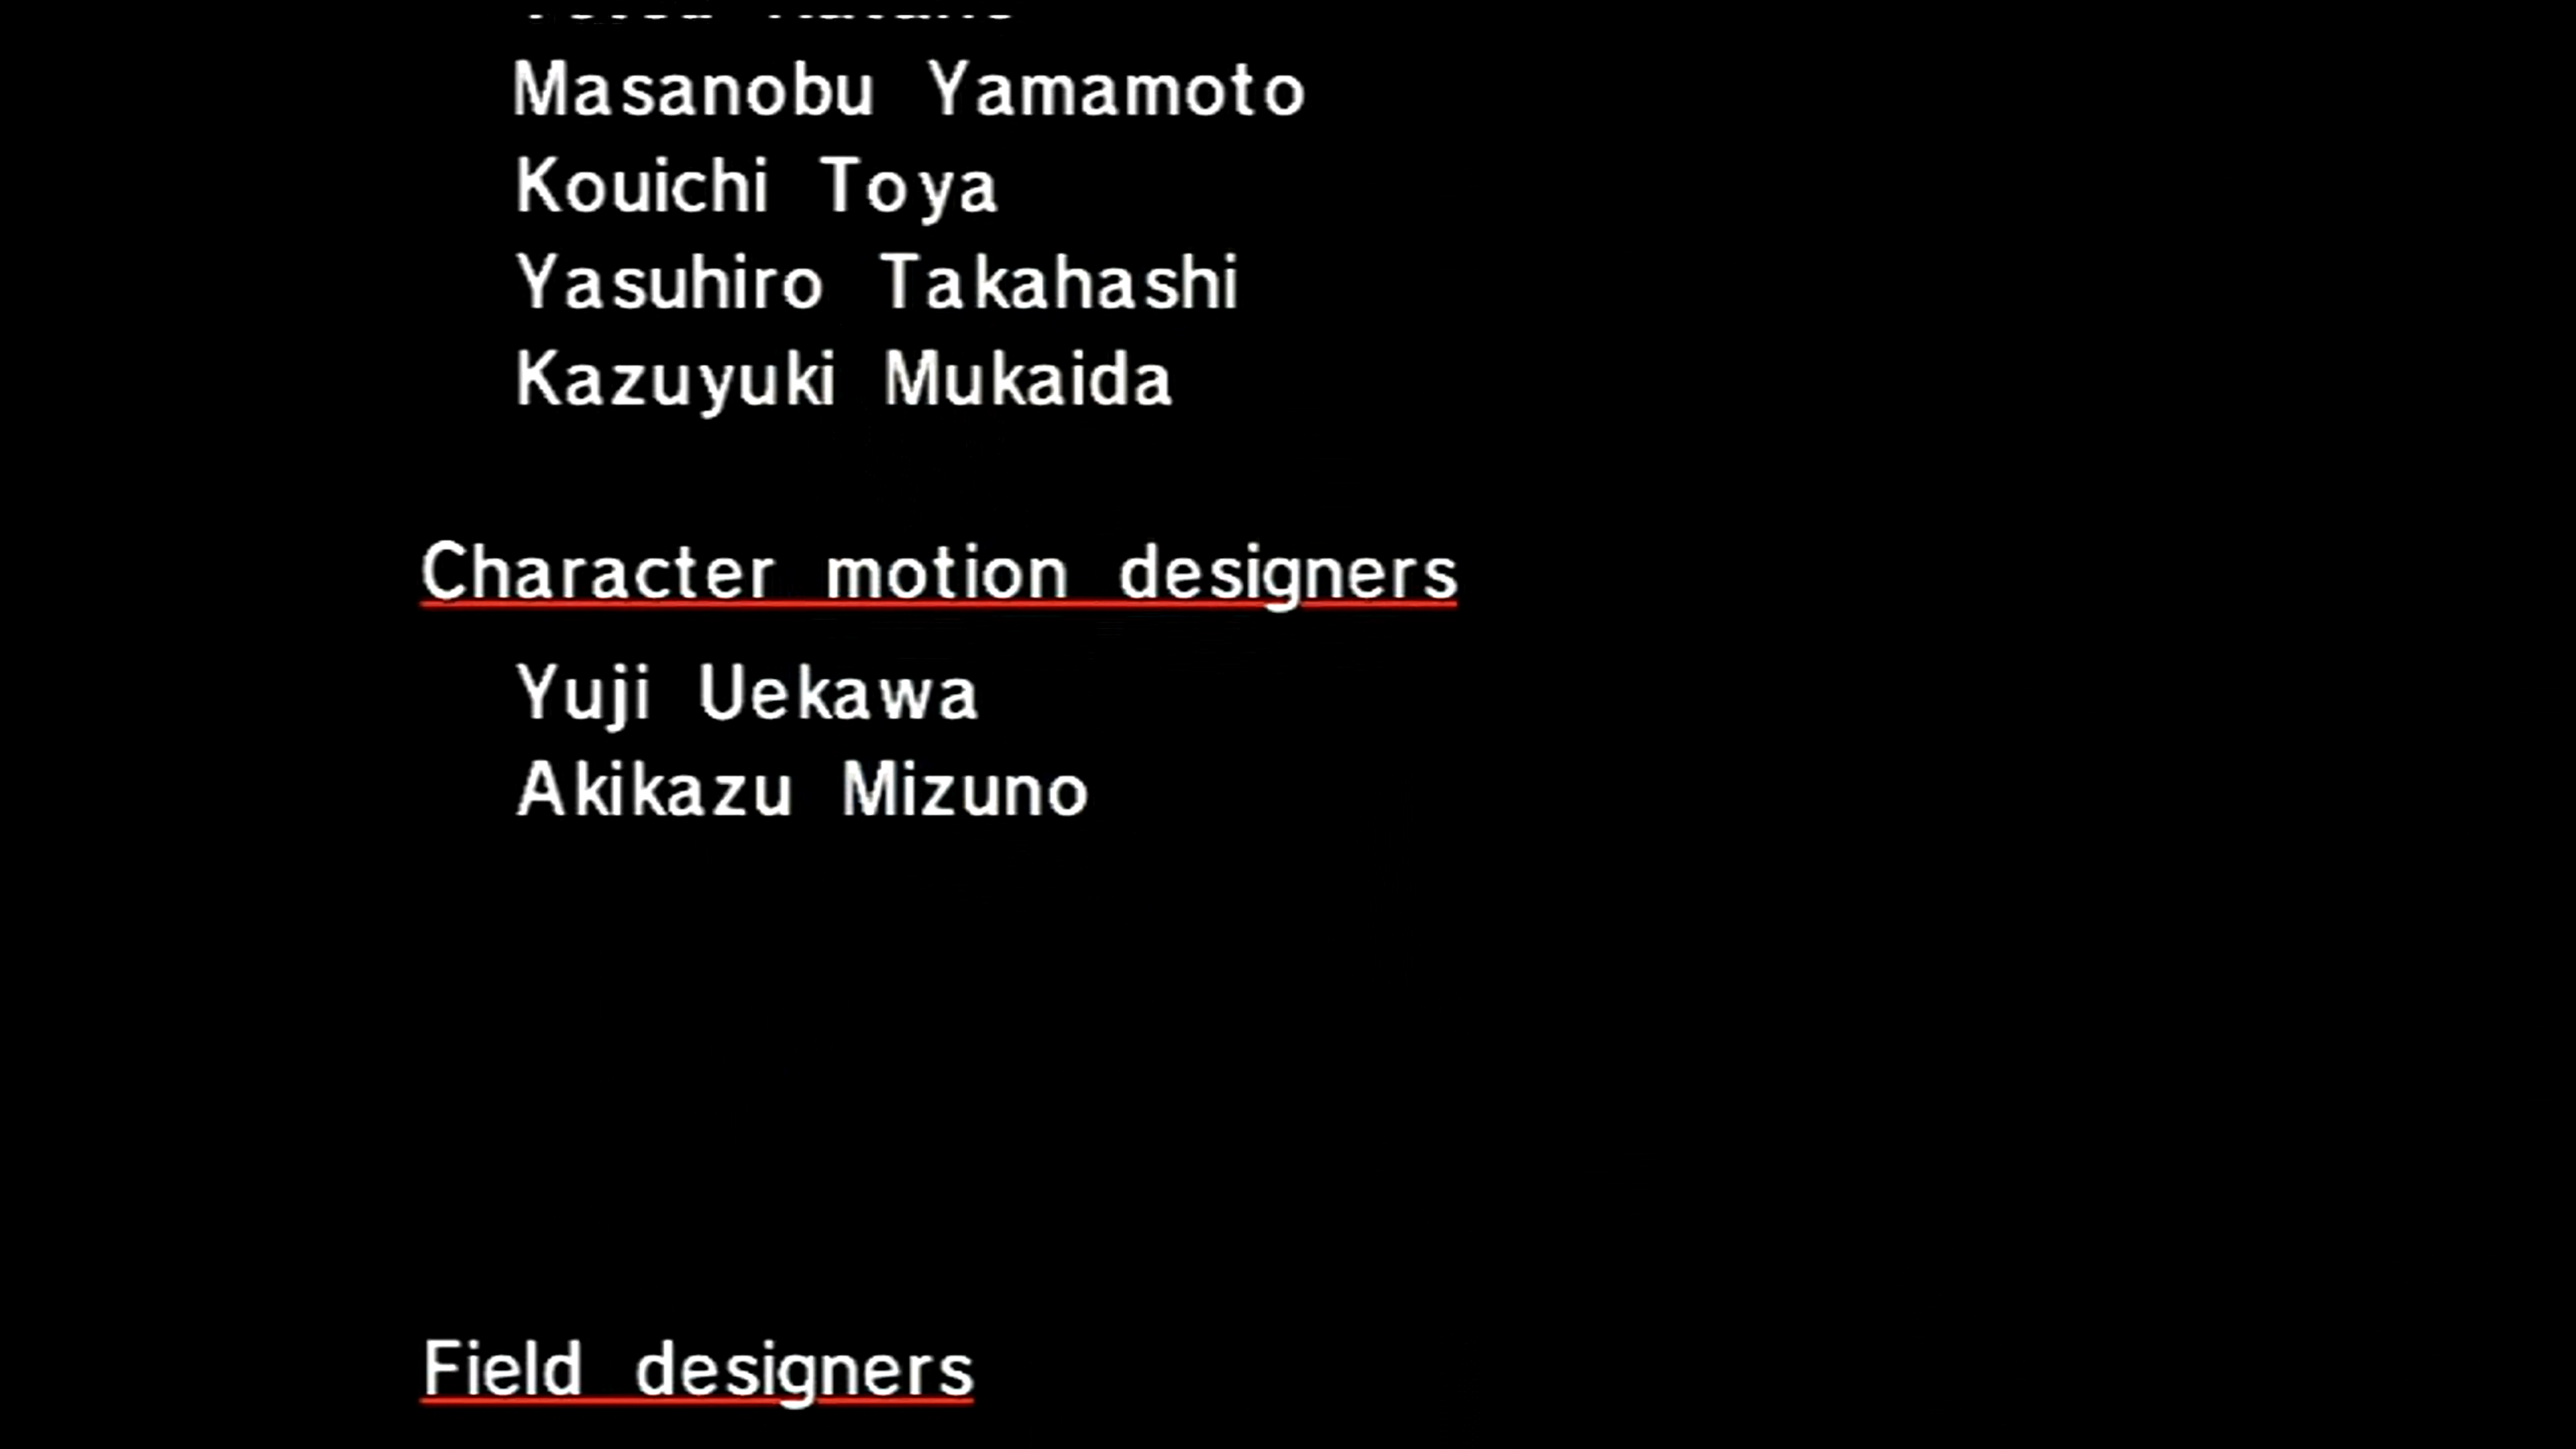 Masanobu Yamamoto
Kouichi Toya
Yasuhiro Takahashi
Kazuyuki Mukaida
Character motion designers
Yuji Uekawa
Akikazu Mizuno
Field designers